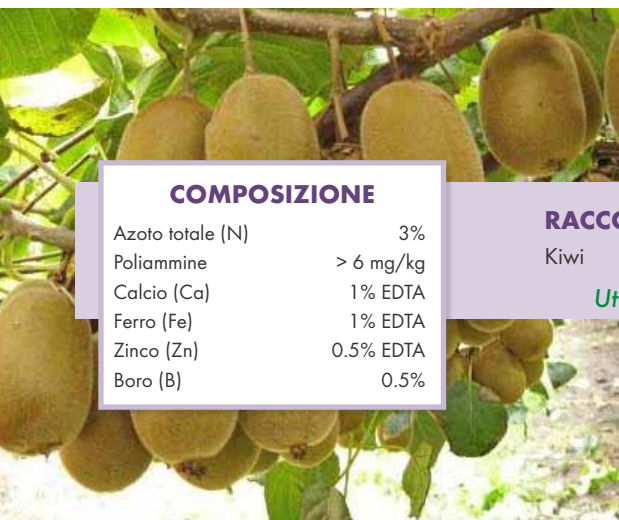 COMPOSIZIONE
Azoto totale (N) 3%
Poliammine > 6 mg/kg
Calcio (Ca) 1% EDTA
Ferro (Fe) 1% EDTA
Zinco (Zn) 0.5% EDTA
Boro (B) 0.5%
Kiwi